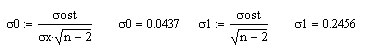 σ0 := σost / (σx·√(n − 2))    σ0 = 0.0437    σ1 := σost / √(n − 2)    σ1 = 0.2456